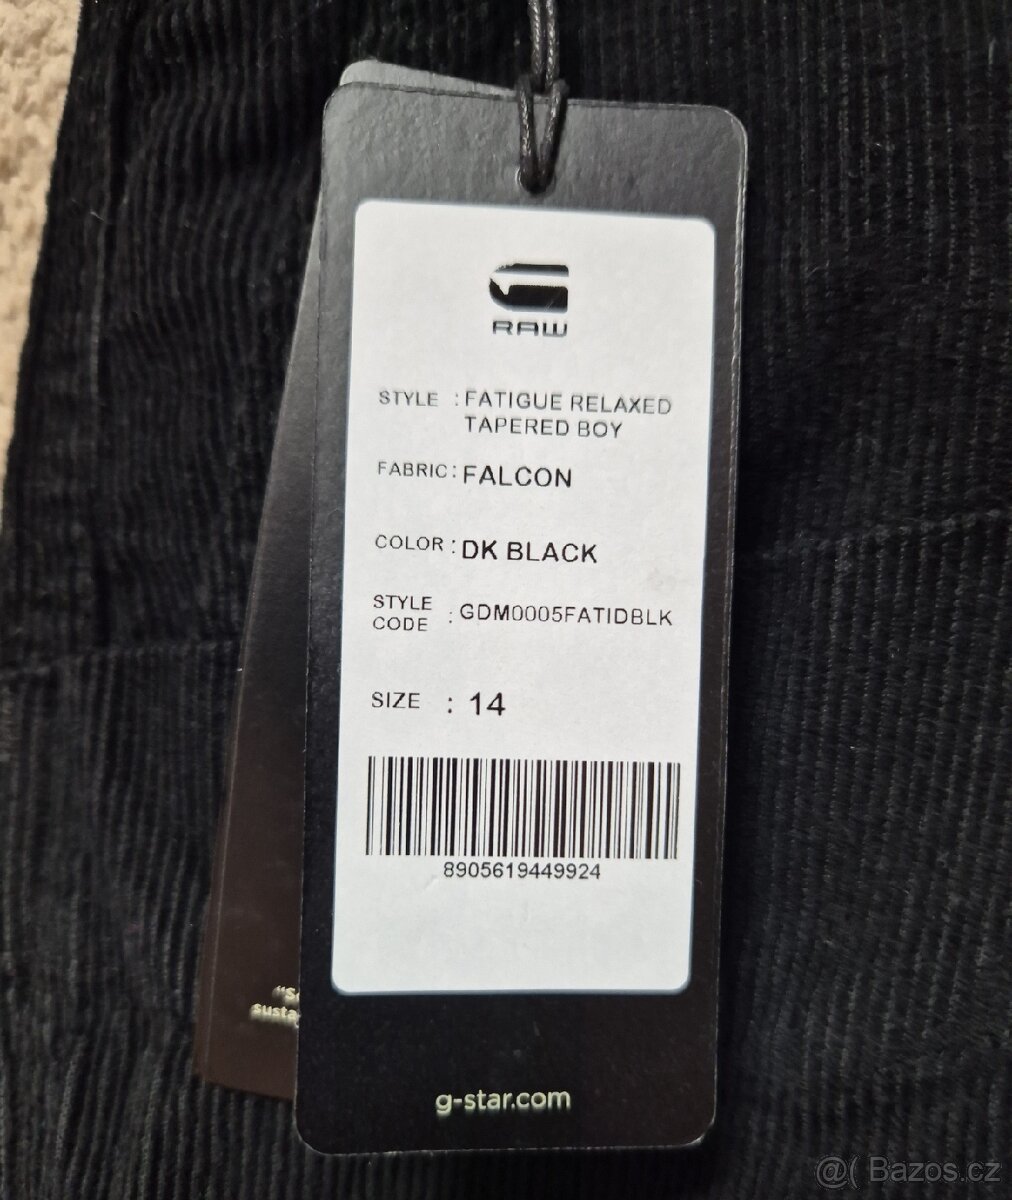 RAW
STYLE : FATIGUE RELAXED
TAPERED BOY
FABRIC : FALCON
COLOR : DK BLACK
STYLE CODE : GDM0005FATIDBLK
SIZE : 14
8905619449924
g-star.com
@( Bazos.cz